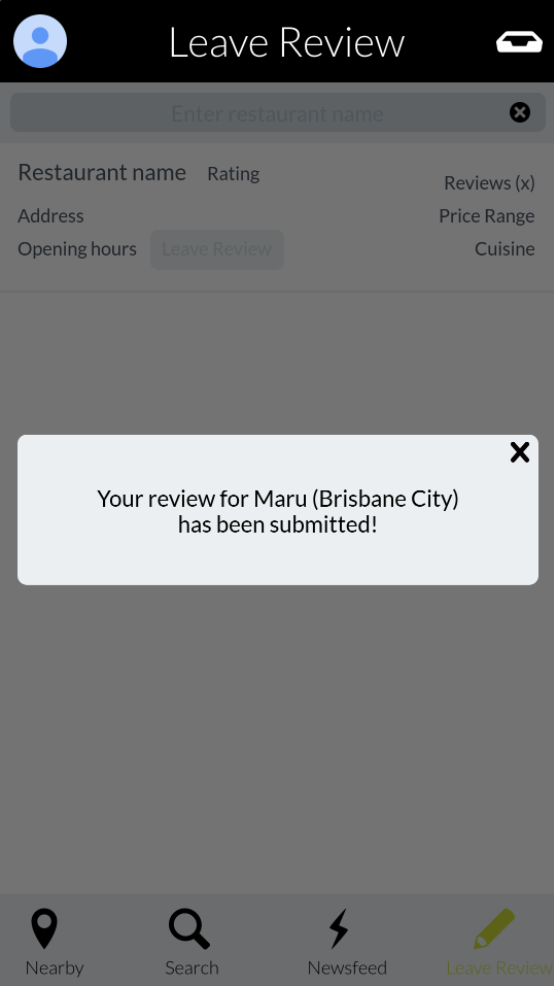 Leave Review
Enter restaurant name
Restaurant name Rating
Reviews (x)
Address
Price Range
Opening hours Leave Review
Cuisine
Your review for Maru (Brisbane City)
has been submitted!
Nearby
Search
Newsfeed
Leave Review